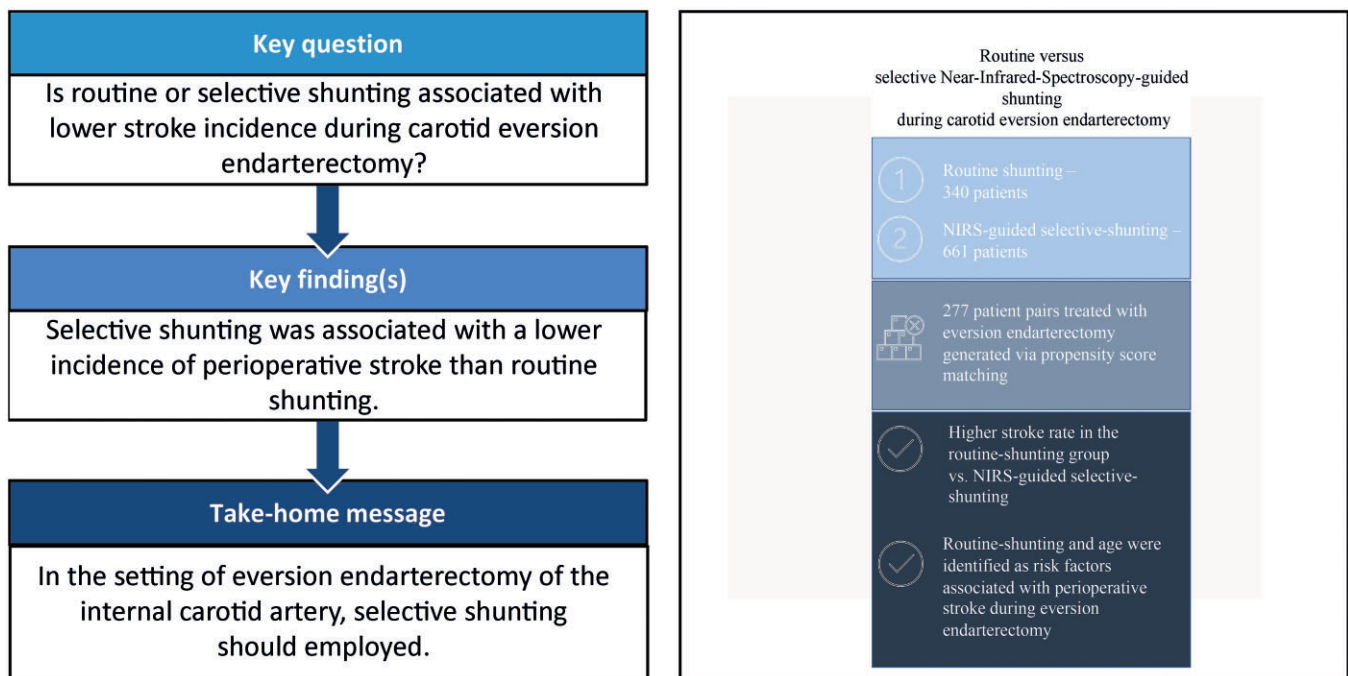 Key question
Is routine or selective shunting associated with
lower stroke incidence during carotid eversion
endarterectomy?
Key finding(s)
Selective shunting was associated with a lower
incidence of perioperative stroke than routine
shunting.
Take-home message
In the setting of eversion endarterectomy of the
internal carotid artery, selective shunting
should employed.
Routine versus
selective Near-Infrared-Spectroscopy-guided
shunting
during carotid eversion endarterectomy
1
Routine shunting –
340 patients
2
NIRS-guided selective-shunting –
661 patients
277 patient pairs treated with
eversion endarterectomy
generated via propensity score
matching
Higher stroke rate in the
routine-shunting group
vs. NIRS-guided selective-
shunting
Routine-shunting and age were
identified as risk factors
associated with perioperative
stroke during eversion
endarterectomy